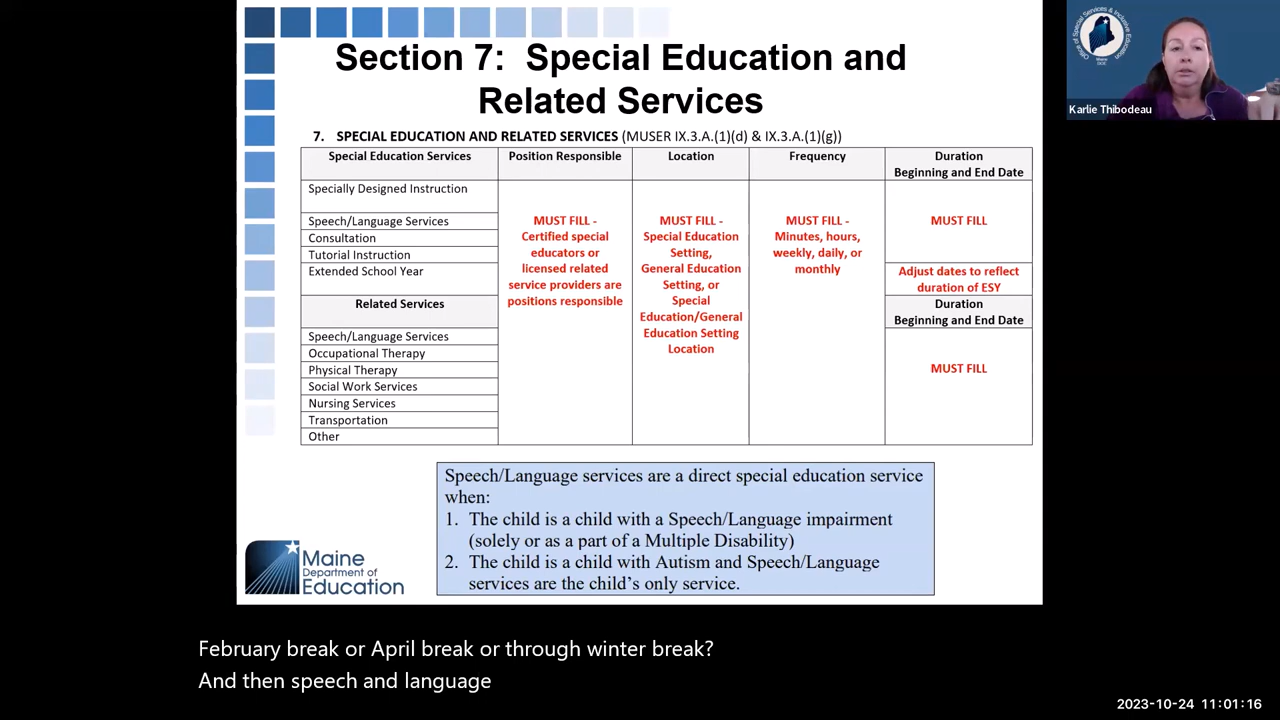 Section 7: Special Education and
Related Services
7. SPECIAL EDUCATION AND RELATED SERVICES (MUSER IX.3.A.(1)(d) & IX.3.A.(1)(g))
Special Education Services
Position Responsible
Location
Frequency
Duration
Beginning and End Date
Specially Designed Instruction
Speech/Language Services
Consultation
Tutorial Instruction
Extended School Year
MUST FILL -
Certified special
educators or
licensed related
service providers are
positions responsible
MUST FILL -
Special Education
Setting,
General Education
Setting, or
Special
Education/General
Education Setting
Location
MUST FILL -
Minutes, hours,
weekly, daily, or
monthly
MUST FILL
Adjust dates to reflect
duration of ESY
Related Services
Duration
Beginning and End Date
Speech/Language Services
Occupational Therapy
Physical Therapy
Social Work Services
Nursing Services
Transportation
Other
MUST FILL
Speech/Language services are a direct special education service
when:
1. The child is a child with a Speech/Language impairment
(solely or as a part of a Multiple Disability)
2. The child is a child with Autism and Speech/Language
services are the child's only service.
Maine
Department of
Education
Office of Special Services & Inclusive Education
Maine
DOE
Karlie Thibodeau
February break or April break or through winter break?
And then speech and language
2023-10-24 11:01:16